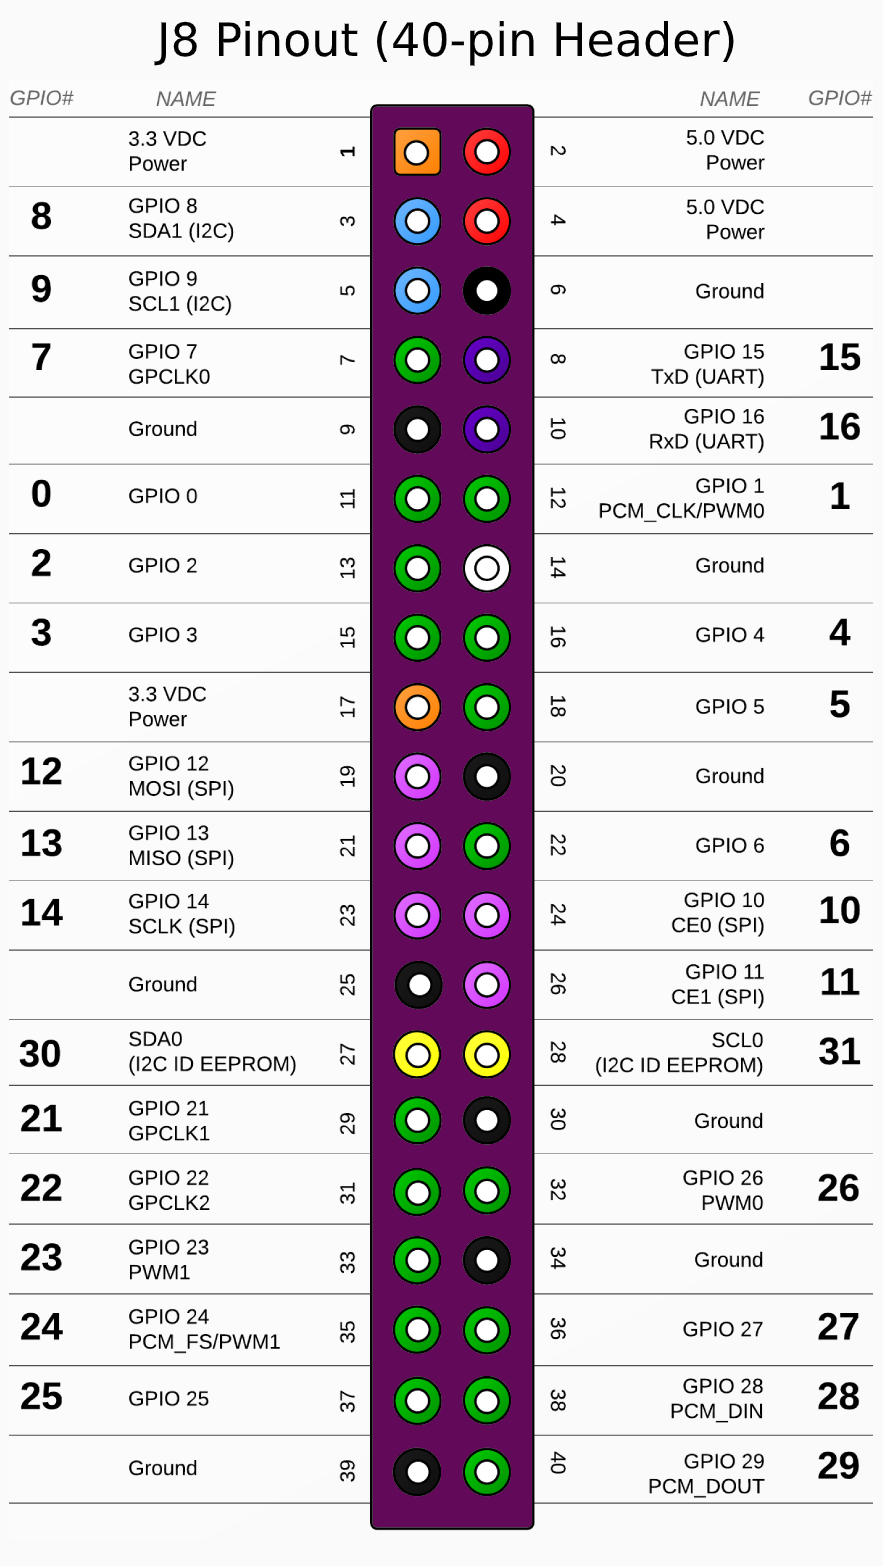 J8 Pinout (40-pin Header)
GPIO# NAME NAME GPIO#
3.3 VDC
Power
1 2
5.0 VDC
Power
8
GPIO 8
SDA1 (I2C)
3 4
5.0 VDC
Power
9
GPIO 9
SCL1 (I2C)
5 6
Ground
7
GPIO 7
GPCLK0
7 8
GPIO 15
TxD (UART)
15
Ground
9 10
GPIO 16
RxD (UART)
16
0
GPIO 0
11 12
GPIO 1
PCM_CLK/PWM0
1
2
GPIO 2
13 14
Ground
3
GPIO 3
15 16
GPIO 4
4
3.3 VDC
Power
17 18
GPIO 5
5
12
GPIO 12
MOSI (SPI)
19 20
Ground
13
GPIO 13
MISO (SPI)
21 22
GPIO 6
6
14
GPIO 14
SCLK (SPI)
23 24
GPIO 10
CE0 (SPI)
10
Ground
25 26
GPIO 11
CE1 (SPI)
11
30
SDA0
(I2C ID EEPROM)
27 28
SCL0
(I2C ID EEPROM)
31
21
GPIO 21
GPCLK1
29 30
Ground
22
GPIO 22
GPCLK2
31 32
GPIO 26
PWM0
26
23
GPIO 23
PWM1
33 34
Ground
24
GPIO 24
PCM_FS/PWM1
35 36
GPIO 27
27
25
GPIO 25
37 38
GPIO 28
PCM_DIN
28
Ground
39 40
GPIO 29
PCM_DOUT
29